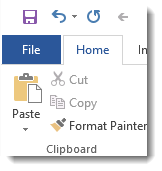 File Home
Cut
Copy
Paste
Format Painter
Clipboard